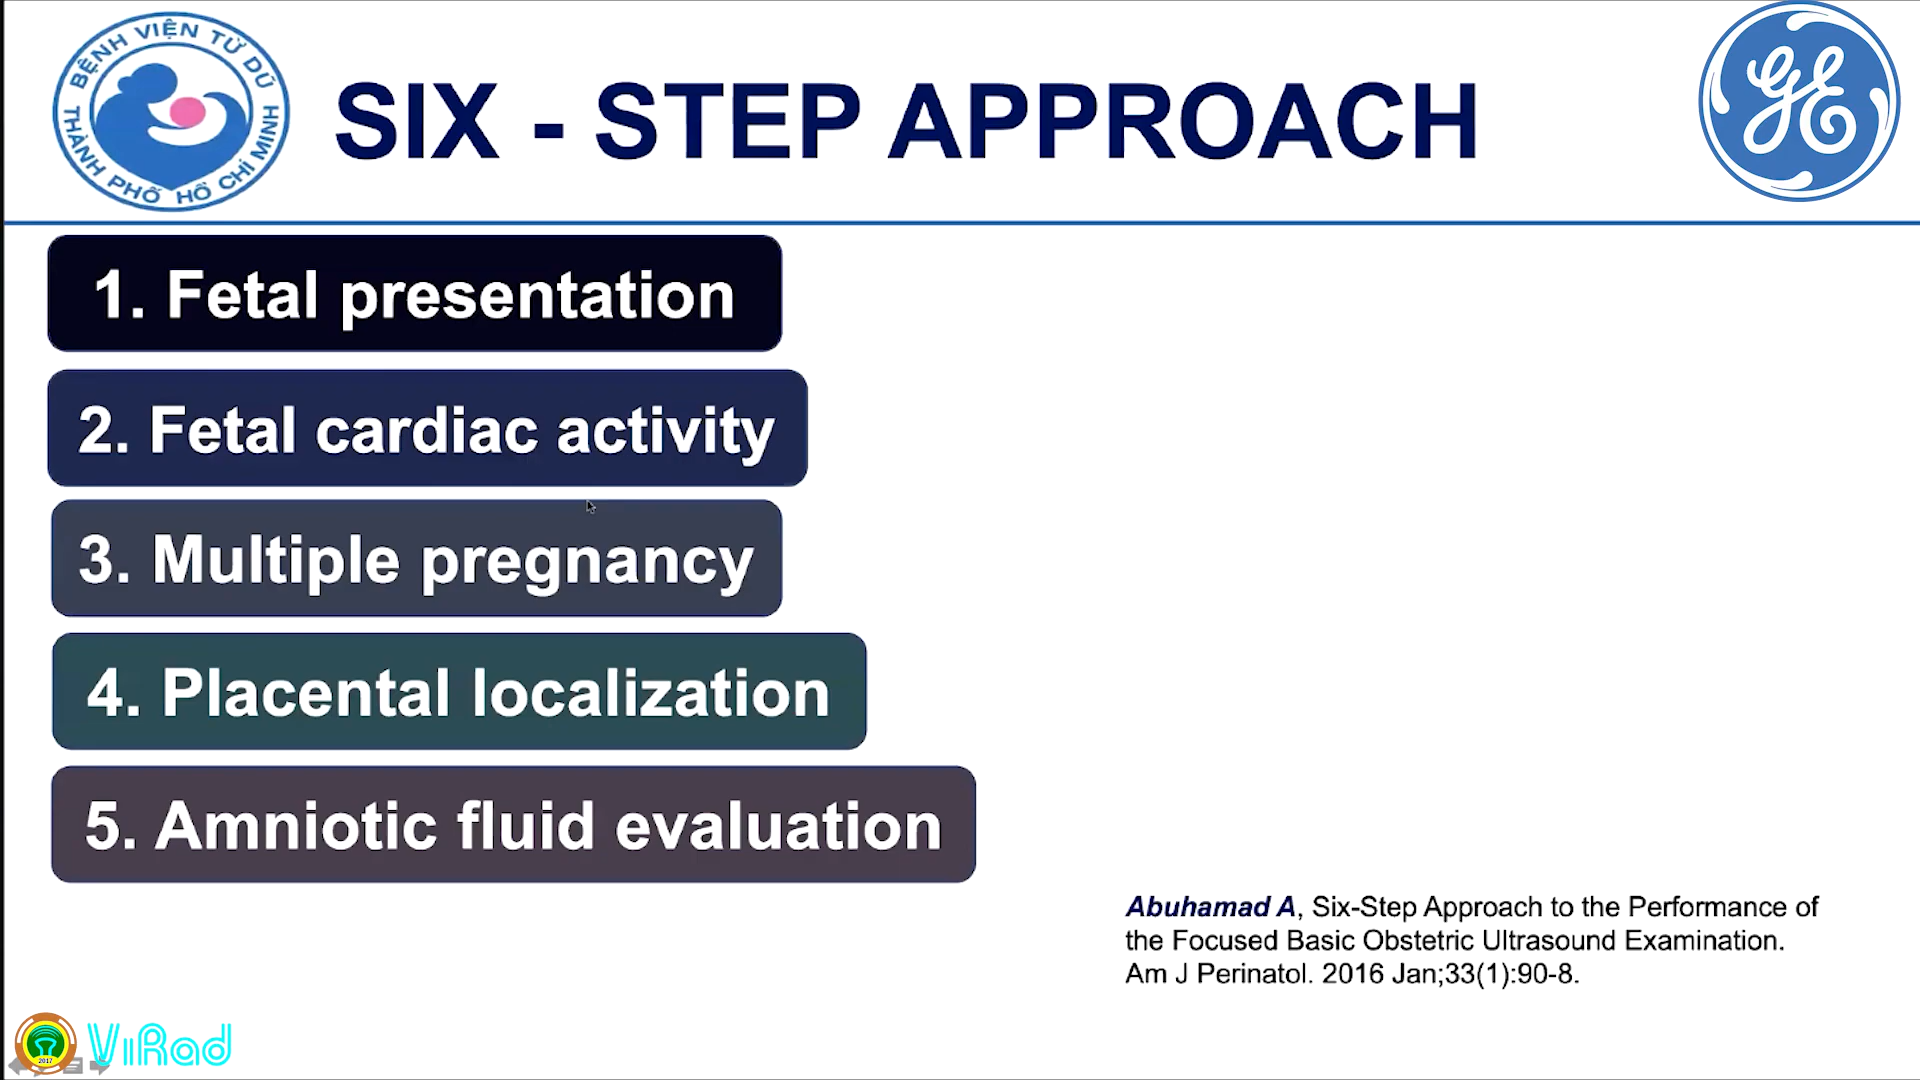 BỆNH VIỆN TỪ DŨ
THÀNH PHỐ HỒ CHÍ MINH
SIX - STEP APPROACH
GE
1. Fetal presentation
2. Fetal cardiac activity
3. Multiple pregnancy
4. Placental localization
5. Amniotic fluid evaluation
Abuhamad A, Six-Step Approach to the Performance of
the Focused Basic Obstetric Ultrasound Examination.
Am J Perinatol. 2016 Jan;33(1):90-8.
2017
ViRad